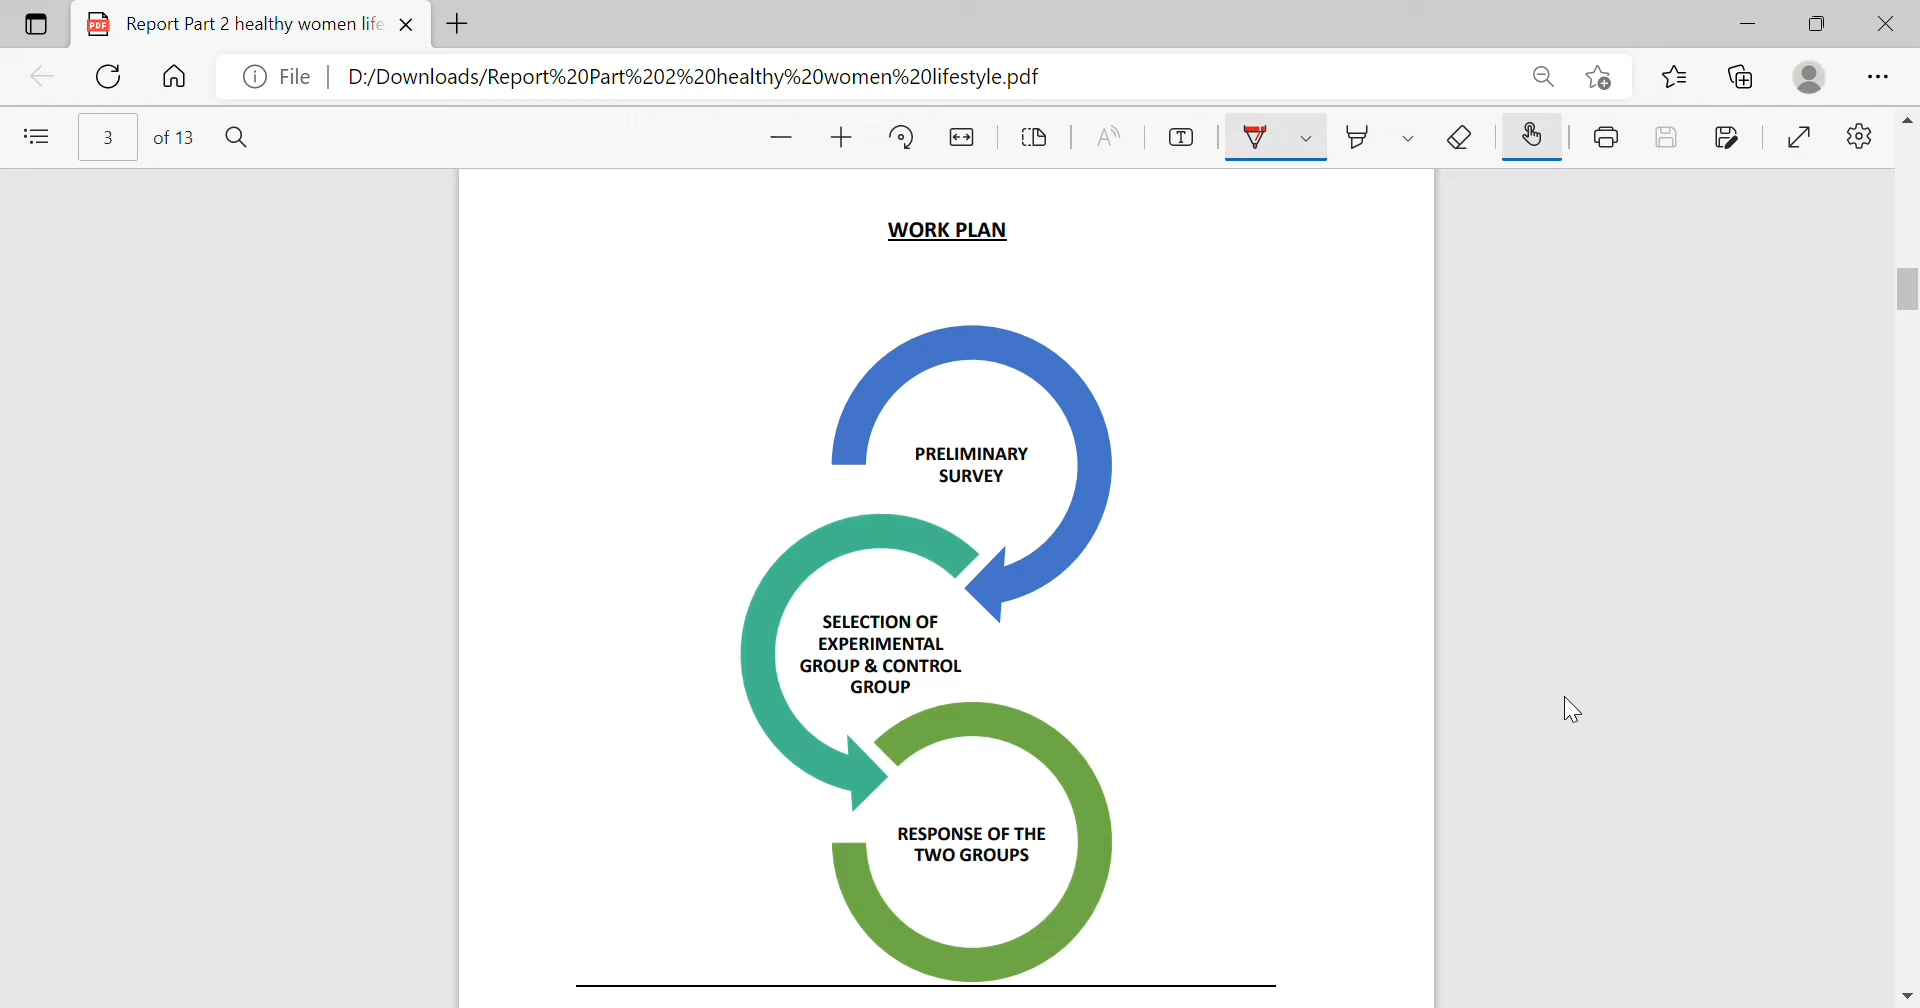 Report Part 2 healthy women life
File
D:/Downloads/Report%20Part%202%20healthy%20women%20lifestyle.pdf
3 of 13
WORK PLAN
PRELIMINARY
SURVEY
SELECTION OF
EXPERIMENTAL
GROUP & CONTROL
GROUP
RESPONSE OF THE
TWO GROUPS